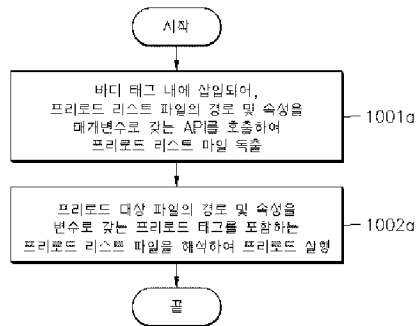 시작
바디 태그 내에 삽입되어,
프리로드 리스트 파일의 경로 및 속성을
매개변수로 갖는 API를 호출하여
프리로드 리스트 파일 독출
1001a
프리로드 대상 파일의 경로 및 속성을
변수로 갖는 프리로드 태그를 포함하는
프리로드 리스트 파일을 해석하여 프리로드 실행
1002a
끝